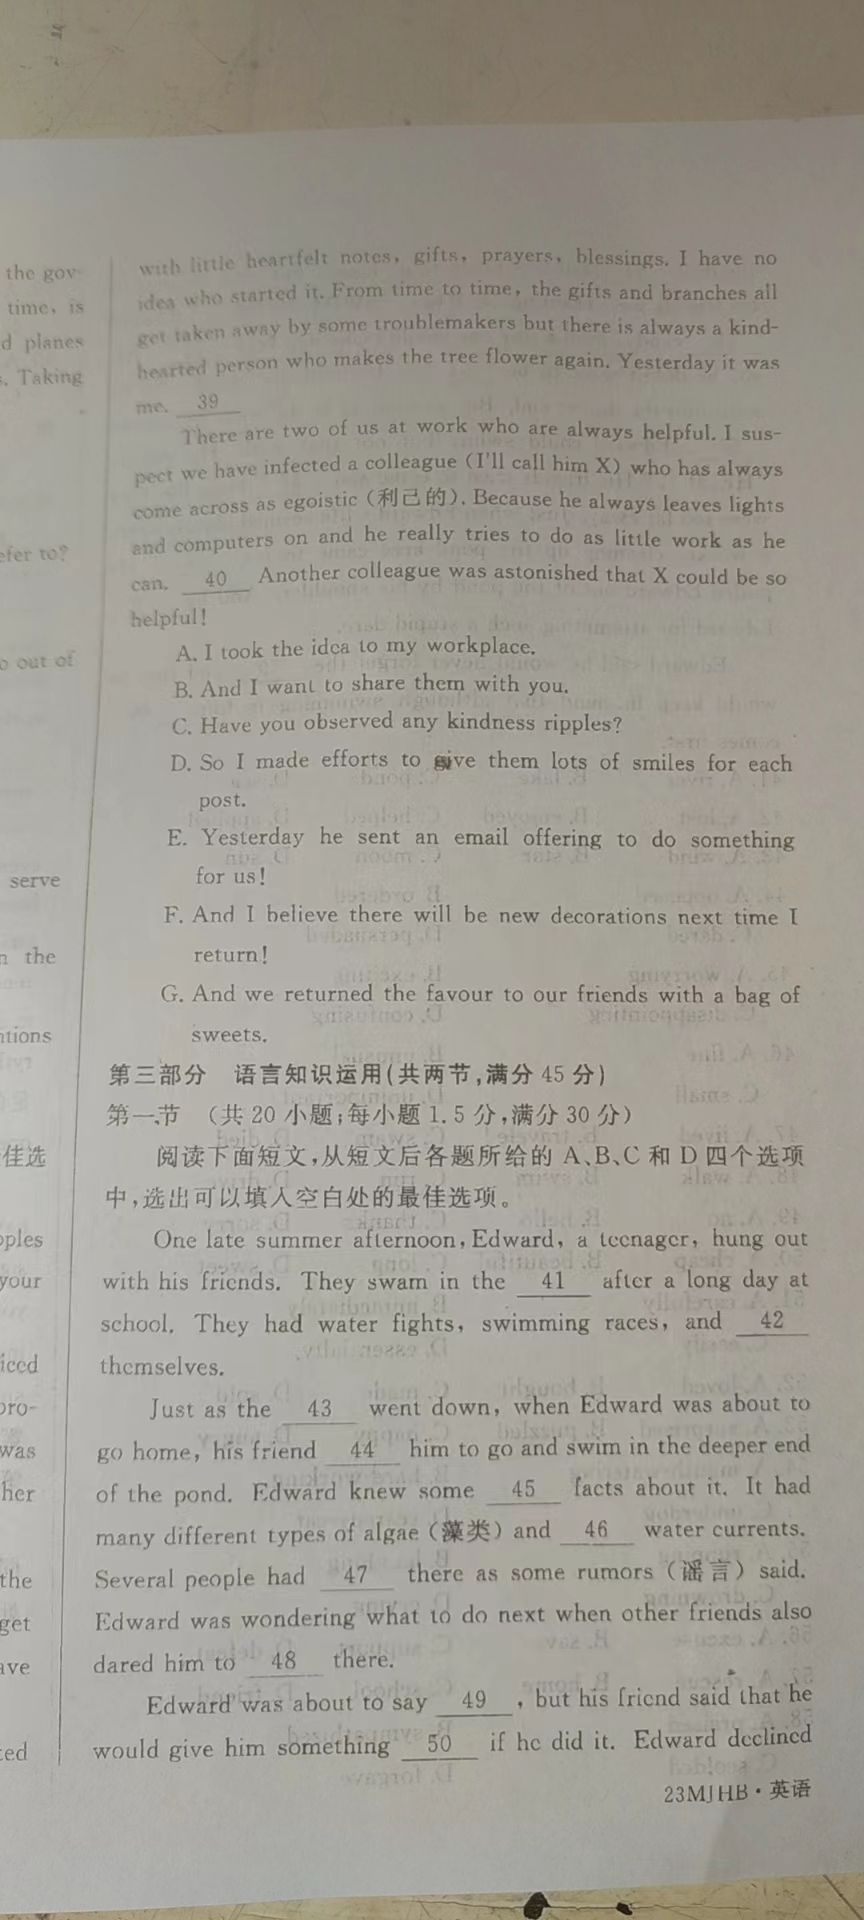 the gov-
time, is
d planes
s. Taking
efer to?
o out of
serve
n the
ntions
佳选
oples
your
iced
pro-
was
her
the
get
ave
ted
with little heartfelt notes, gifts, prayers, blessings. I have no
idea who started it. From time to time, the gifts and branches all
get taken away by some troublemakers but there is always a kind-
hearted person who makes the tree flower again. Yesterday it was
me. 39
There are two of us at work who are always helpful. I sus-
pect we have infected a colleague (I'll call him X) who has always
come across as egoistic (利己的). Because he always leaves lights
and computers on and he really tries to do as little work as he
can. 40 Another colleague was astonished that X could be so
helpful!
A. I took the idea to my workplace.
B. And I want to share them with you.
C. Have you observed any kindness ripples?
D. So I made efforts to give them lots of smiles for each
post.
E. Yesterday he sent an email offering to do something
for us!
F. And I believe there will be new decorations next time I
return!
G. And we returned the favour to our friends with a bag of
sweets.
第三部分 语言知识运用(共两节,满分 45 分)
第一节 (共 20 小题;每小题 1.5 分,满分 30 分)
阅读下面短文,从短文后各题所给的 A、B、C 和 D 四个选项
中,选出可以填入空白处的最佳选项。
One late summer afternoon, Edward, a teenager, hung out
with his friends. They swam in the 41 after a long day at
school. They had water fights, swimming races, and 42
themselves.
Just as the 43 went down, when Edward was about to
go home, his friend 44 him to go and swim in the deeper end
of the pond. Edward knew some 45 facts about it. It had
many different types of algae (藻类) and 46 water currents.
Several people had 47 there as some rumors (谣言) said.
Edward was wondering what to do next when other friends also
dared him to 48 there.
Edward was about to say 49, but his friend said that he
would give him something 50 if he did it. Edward declined
23MJHB·英语